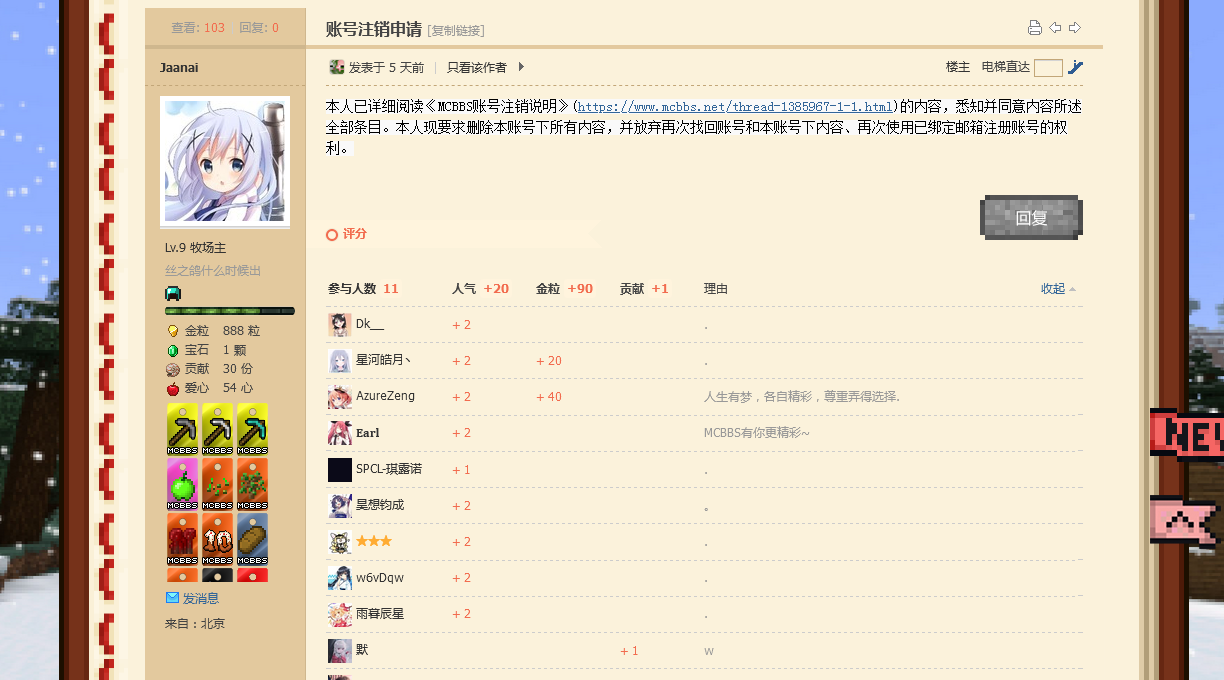 查看: 103 回复: 0
账号注销申请 [复制链接]
Jaanai
发表于 5 天前 只看该作者
楼主 电梯直达
本人已详细阅读《MCBBS账号注销说明》(https://www.mcbbs.net/thread-1385967-1-1.html)的内容，悉知并同意内容所述
全部条目。本人现要求删除本账号下所有内容，并放弃再次找回账号和本账号下内容、再次使用已绑定邮箱注册账号的权
利。
回复
评分
Lv.9 牧场主
丝之鸽什么时候出
金粒 888 粒
宝石 1 颗
贡献 30 份
爱心 54 心
MCBBS MCBBS MCBBS
MCBBS MCBBS MCBBS
10
MCBBS MCBBS MCBBS
发消息
来自：北京
参与人数 11 人气 +20 金粒 +90 贡献 +1 理由 收起
Dk__ + 2 .
星河皓月丶 + 2 + 20 .
AzureZeng + 2 + 40 人生有梦，各自精彩，尊重弄得选择.
Earl + 2 MCBBS有你更精彩~
SPCL-琪露诺 + 1 .
昊想钧成 + 2 。
★★★ + 2 .
w6vDqw + 2 .
雨暮辰星 + 2 .
默 + 1 w
NEW